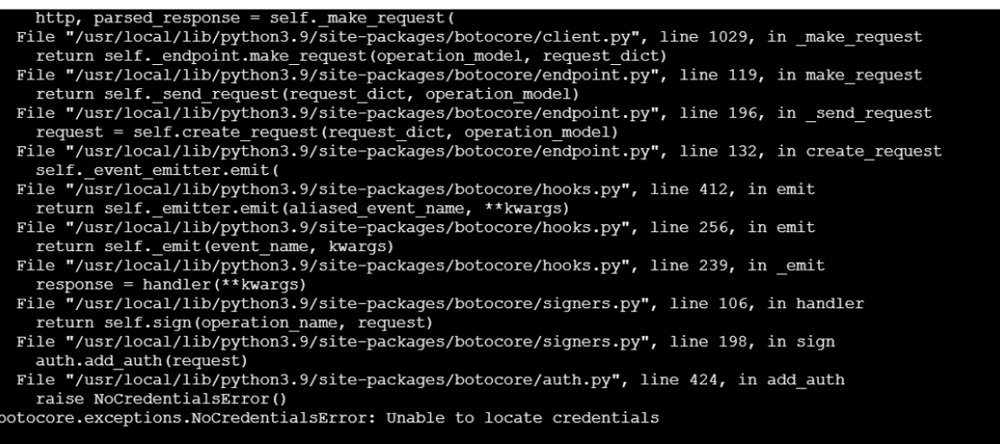 http, parsed_response = self._make_request(
File "/usr/local/lib/python3.9/site-packages/botocore/client.py", line 1029, in _make_request
return self._endpoint.make_request(operation_model, request_dict)
File "/usr/local/lib/python3.9/site-packages/botocore/endpoint.py", line 119, in make_request
return self._send_request(request_dict, operation_model)
File "/usr/local/lib/python3.9/site-packages/botocore/endpoint.py", line 196, in _send_request
request = self.create_request(request_dict, operation_model)
File "/usr/local/lib/python3.9/site-packages/botocore/endpoint.py", line 132, in create_request
self._event_emitter.emit(
File "/usr/local/lib/python3.9/site-packages/botocore/hooks.py", line 412, in emit
return self._emitter.emit(aliased_event_name, **kwargs)
File "/usr/local/lib/python3.9/site-packages/botocore/hooks.py", line 256, in emit
return self._emit(event_name, kwargs)
File "/usr/local/lib/python3.9/site-packages/botocore/hooks.py", line 239, in _emit
response = handler(**kwargs)
File "/usr/local/lib/python3.9/site-packages/botocore/signers.py", line 106, in handler
return self.sign(operation_name, request)
File "/usr/local/lib/python3.9/site-packages/botocore/signers.py", line 198, in sign
auth.add_auth(request)
File "/usr/local/lib/python3.9/site-packages/botocore/auth.py", line 424, in add_auth
raise NoCredentialsError()
botocore.exceptions.NoCredentialsError: Unable to locate credentials